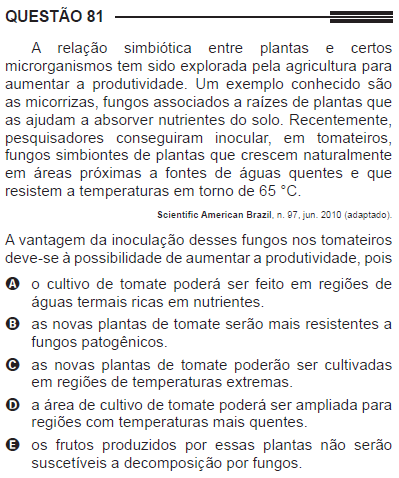 QUESTÃO 81
A relação simbiótica entre plantas e certos
microrganismos tem sido explorada pela agricultura para
aumentar a produtividade. Um exemplo conhecido são
as micorrizas, fungos associados a raízes de plantas que
as ajudam a absorver nutrientes do solo. Recentemente,
pesquisadores conseguiram inocular, em tomateiros,
fungos simbiontes de plantas que crescem naturalmente
em áreas próximas a fontes de águas quentes e que
resistem a temperaturas em torno de 65 °C.
Scientific American Brazil, n. 97, jun. 2010 (adaptado).
A vantagem da inoculação desses fungos nos tomateiros
deve-se à possibilidade de aumentar a produtividade, pois
A o cultivo de tomate poderá ser feito em regiões de
águas termais ricas em nutrientes.
B as novas plantas de tomate serão mais resistentes a
fungos patogênicos.
C as novas plantas de tomate poderão ser cultivadas
em regiões de temperaturas extremas.
D a área de cultivo de tomate poderá ser ampliada para
regiões com temperaturas mais quentes.
E os frutos produzidos por essas plantas não serão
suscetíveis a decomposição por fungos.